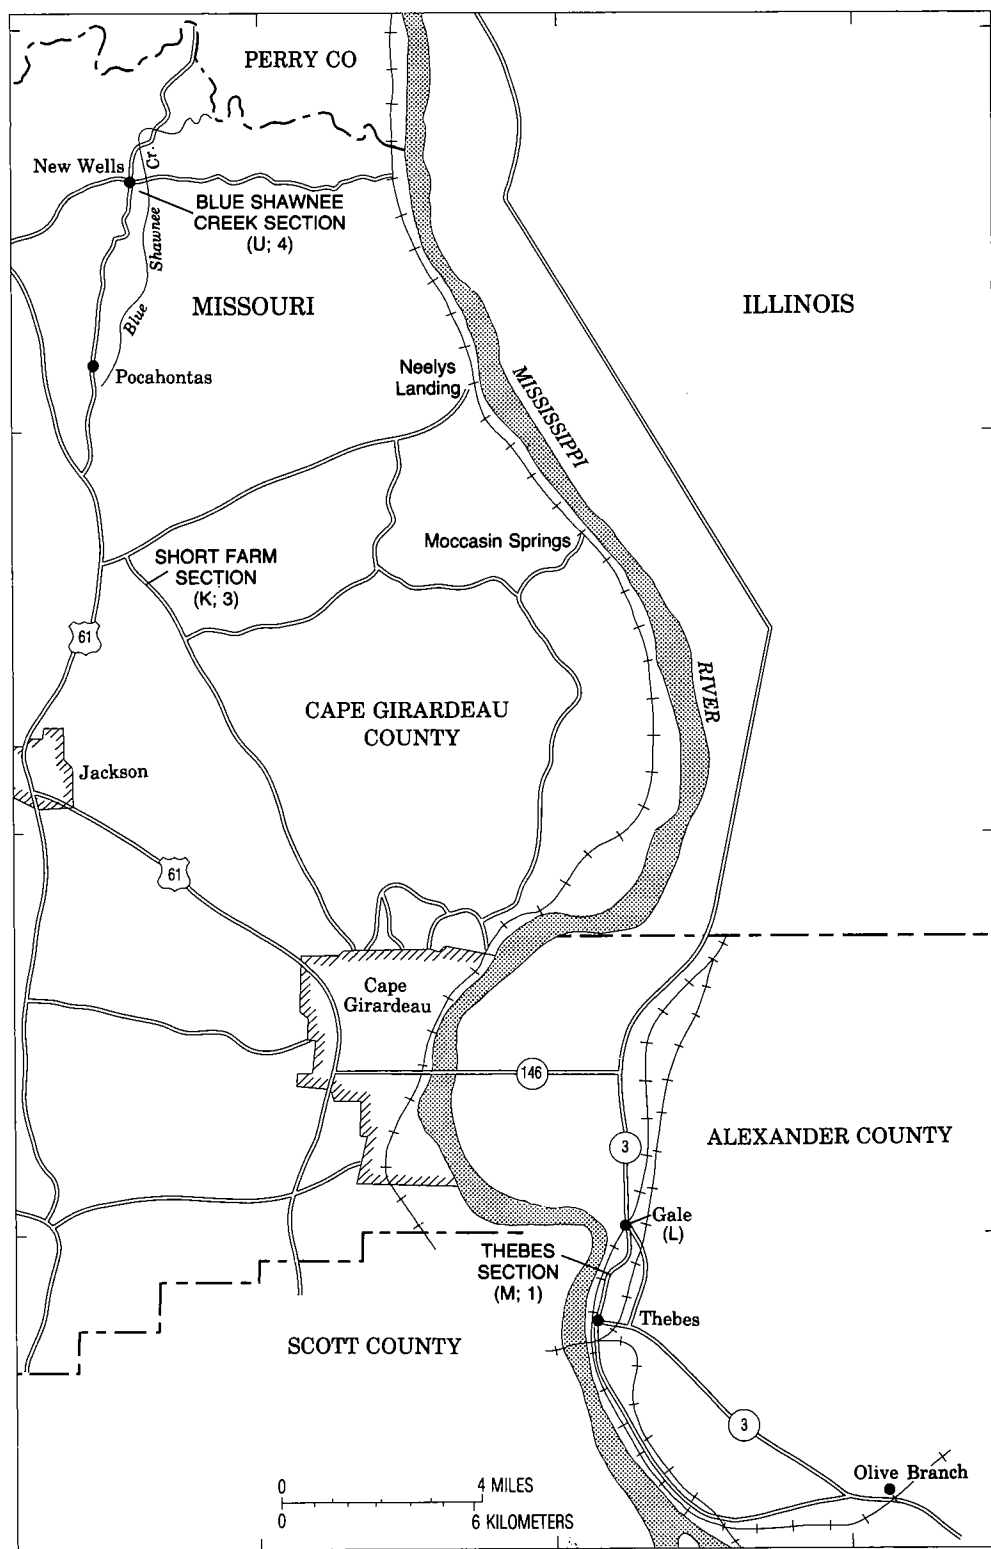 PERRY CO
New Wells
Cr.
BLUE SHAWNEE
CREEK SECTION
(U; 4)
Shawnee
MISSOURI
ILLINOIS
Blue
Pocahontas
Neelys
Landing
MISSISSIPPI
Moccasin Springs
SHORT FARM
SECTION
(K; 3)
61
RIVER
CAPE GIRARDEAU
COUNTY
Jackson
61
Cape
Girardeau
146
ALEXANDER COUNTY
3
Gale
(L)
THEBES
SECTION
(M; 1)
Thebes
SCOTT COUNTY
3
Olive Branch
0 4 MILES
0 6 KILOMETERS